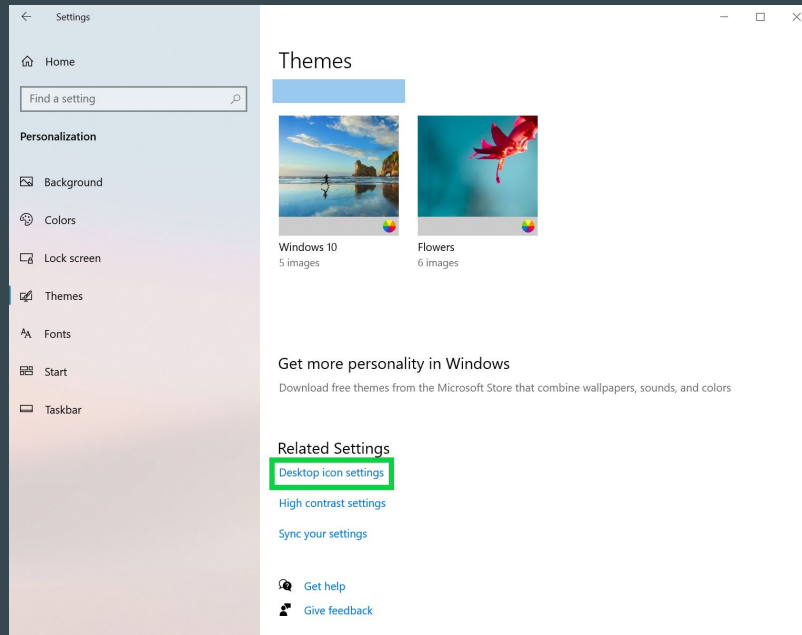 Settings
Home
Find a setting
Personalization
Background
Colors
Lock screen
Themes
Fonts
Start
Taskbar
Themes
Windows 10
5 images
Flowers
6 images
Get more personality in Windows
Download free themes from the Microsoft Store that combine wallpapers, sounds, and colors
Related Settings
Desktop icon settings
High contrast settings
Sync your settings
Get help
Give feedback